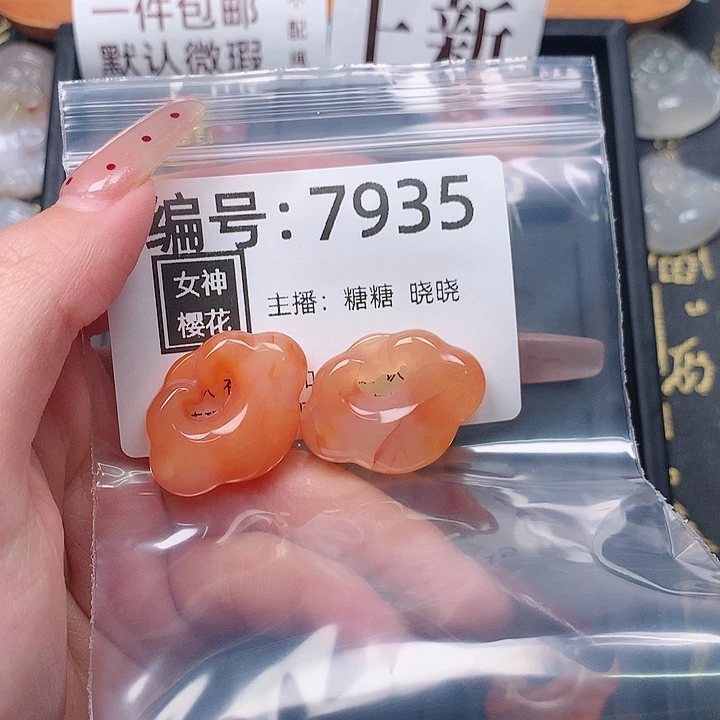 一件包邮
默认微瑕
上新
编号:7935
女神
樱花
主播: 糖糖 晓晓